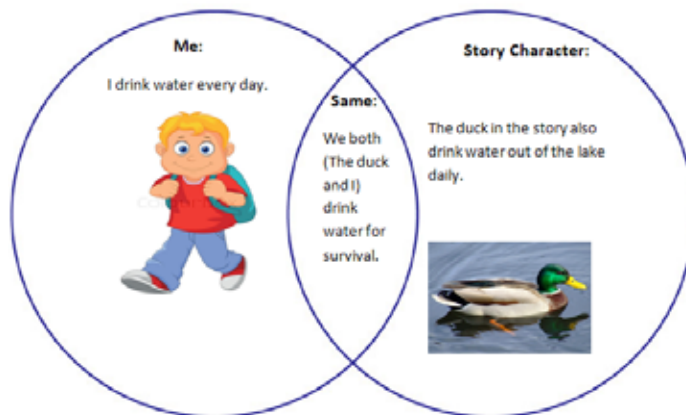 Me:
I drink water every day.
Same:
We both
(The duck
and I)
drink
water for
survival.
Story Character:
The duck in the story also
drink water out of the lake
daily.